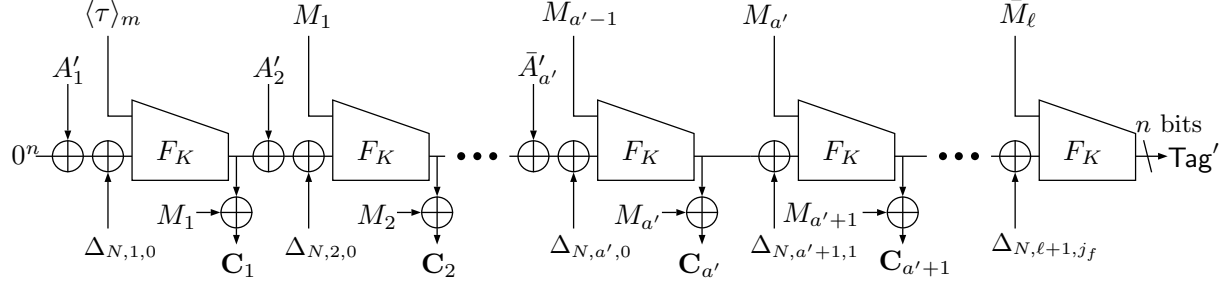 ⟨τ⟩_m M_1 M_{a′−1} M_{a′} M̄_ℓ
A′_1 A′_2 Ā′_{a′}
n bits
0^n F_K F_K ••• F_K F_K ••• F_K Tag′
M_1 M_2 M_{a′} M_{a′+1}
Δ_{N,1,0} Δ_{N,2,0} Δ_{N,a′,0} Δ_{N,a′+1,1} Δ_{N,ℓ+1,j_f}
C_1 C_2 C_{a′} C_{a′+1}